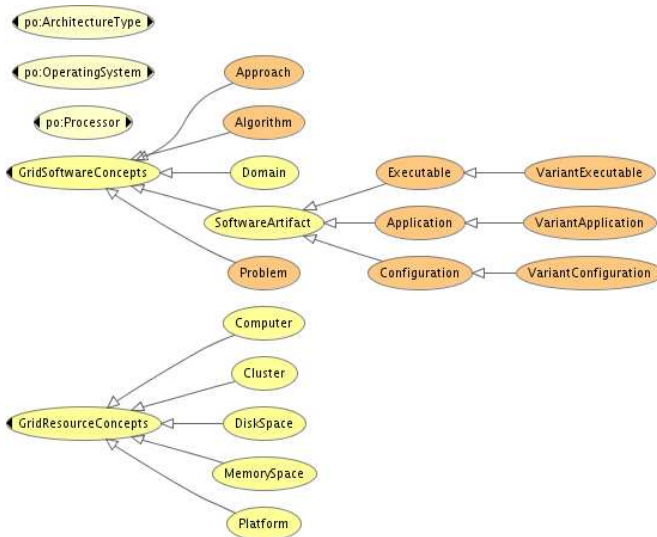 po:ArchitectureType
po:OperatingSystem
Approach
po:Processor
Algorithm
GridSoftwareConcepts
Domain
Executable
VariantExecutable
SoftwareArtifact
Application
VariantApplication
Problem
Configuration
VariantConfiguration
Computer
Cluster
GridResourceConcepts
DiskSpace
MemorySpace
Platform